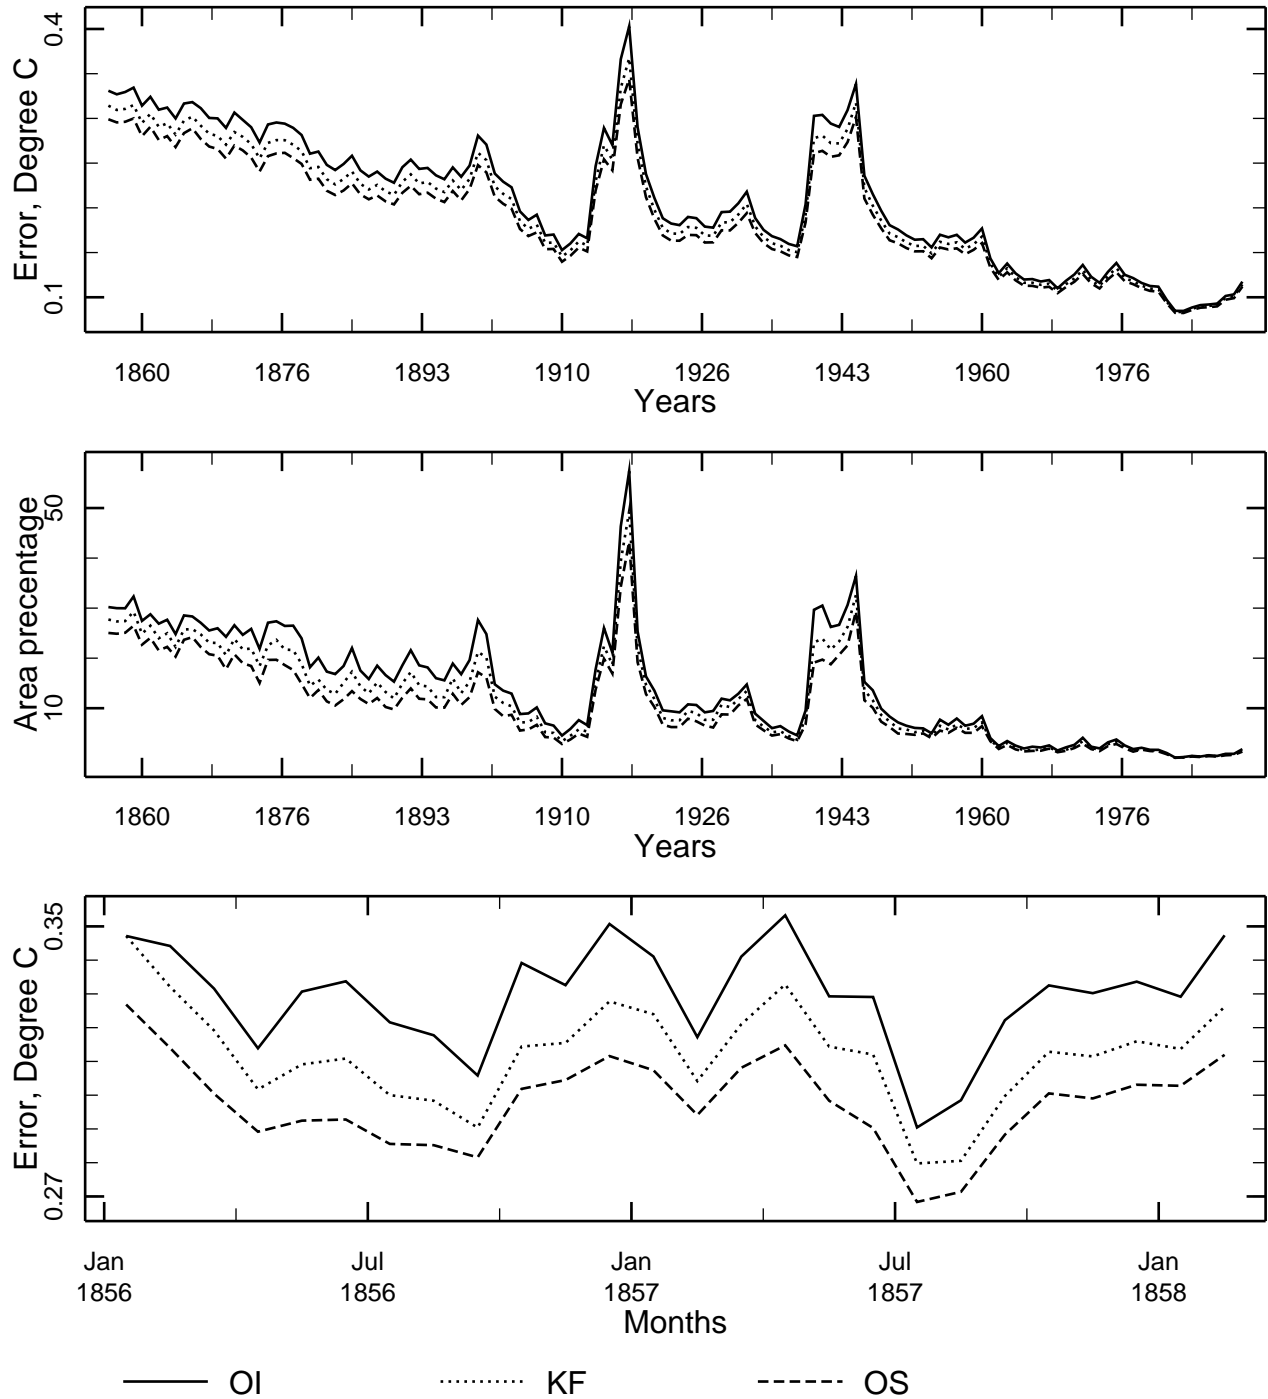 Error, Degree C
0.4
0.1
1860 1876 1893 1910 1926 1943 1960 1976
Years
Area precentage
50
10
1860 1876 1893 1910 1926 1943 1960 1976
Years
Error, Degree C
0.35
0.27
Jan Jul Jan Jul Jan
1856 1856 1857 1857 1858
Months
OI KF OS